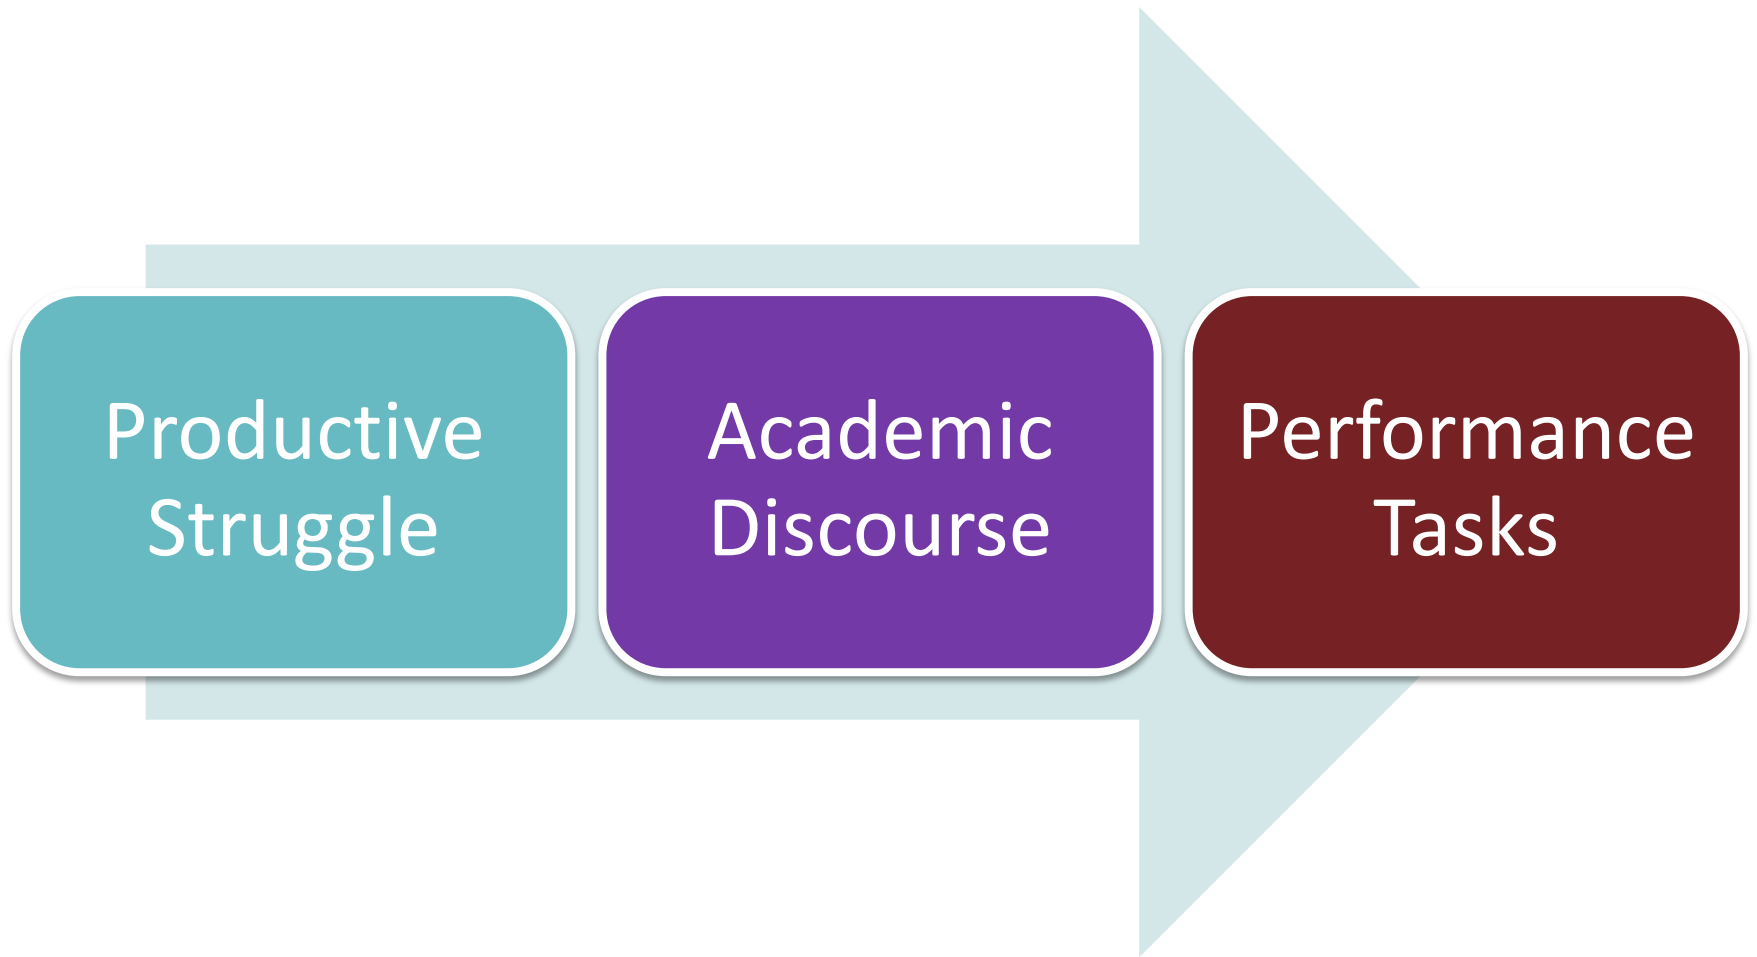 Productive
Struggle
Academic
Discourse
Performance
Tasks